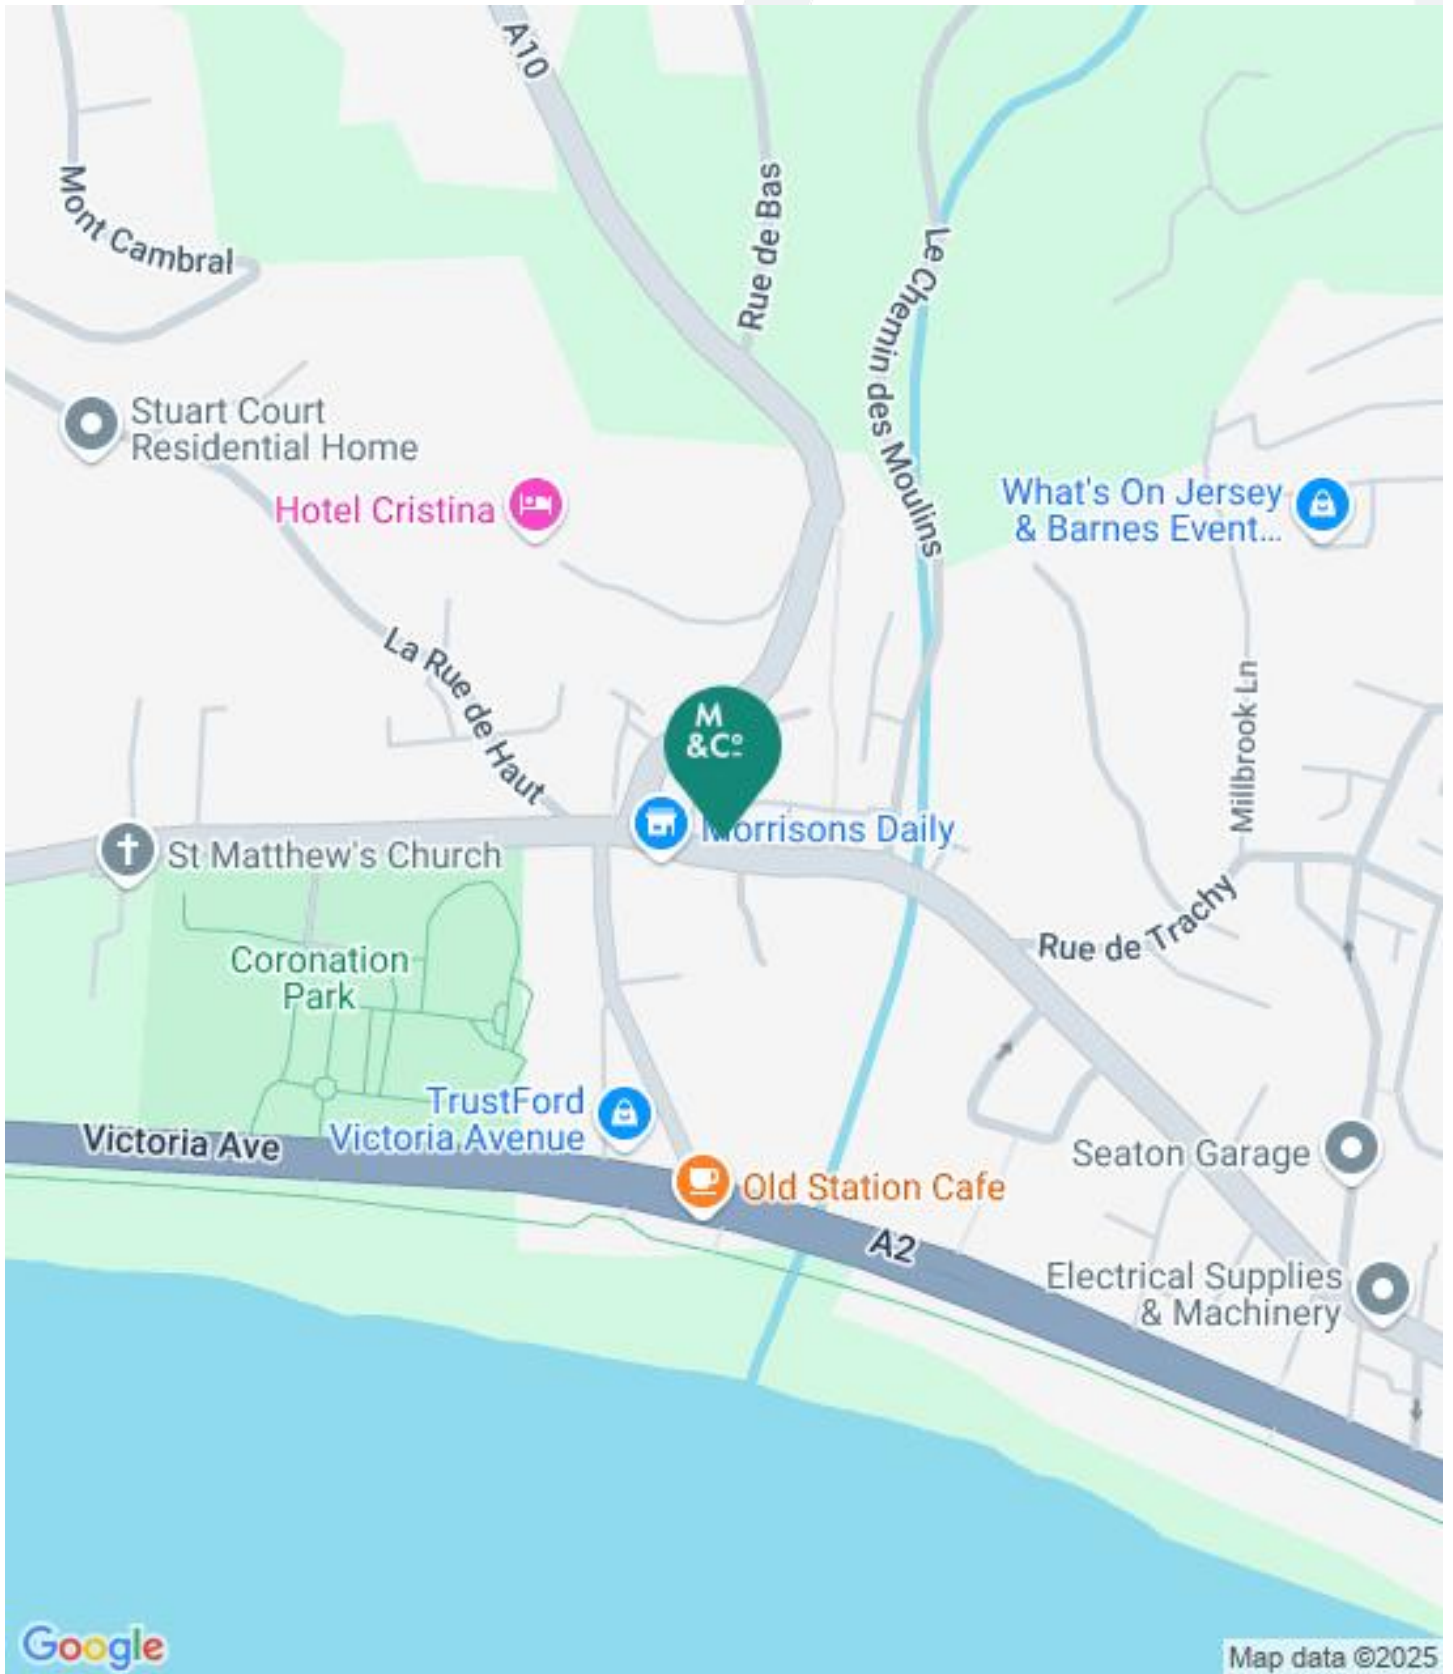 A10
Mont Cambral
Rue de Bas
Le Chemin des Moulins
Stuart Court
Residential Home
Hotel Cristina
What's On Jersey
& Barnes Event...
La Rue de Haut
M
&Co
Millbrook Ln
Morrisons Daily
St Matthew's Church
Rue de Trachy
Coronation
Park
TrustFord
Victoria Avenue
Victoria Ave
Seaton Garage
Old Station Cafe
A2
Electrical Supplies
& Machinery
Google
Map data ©2025